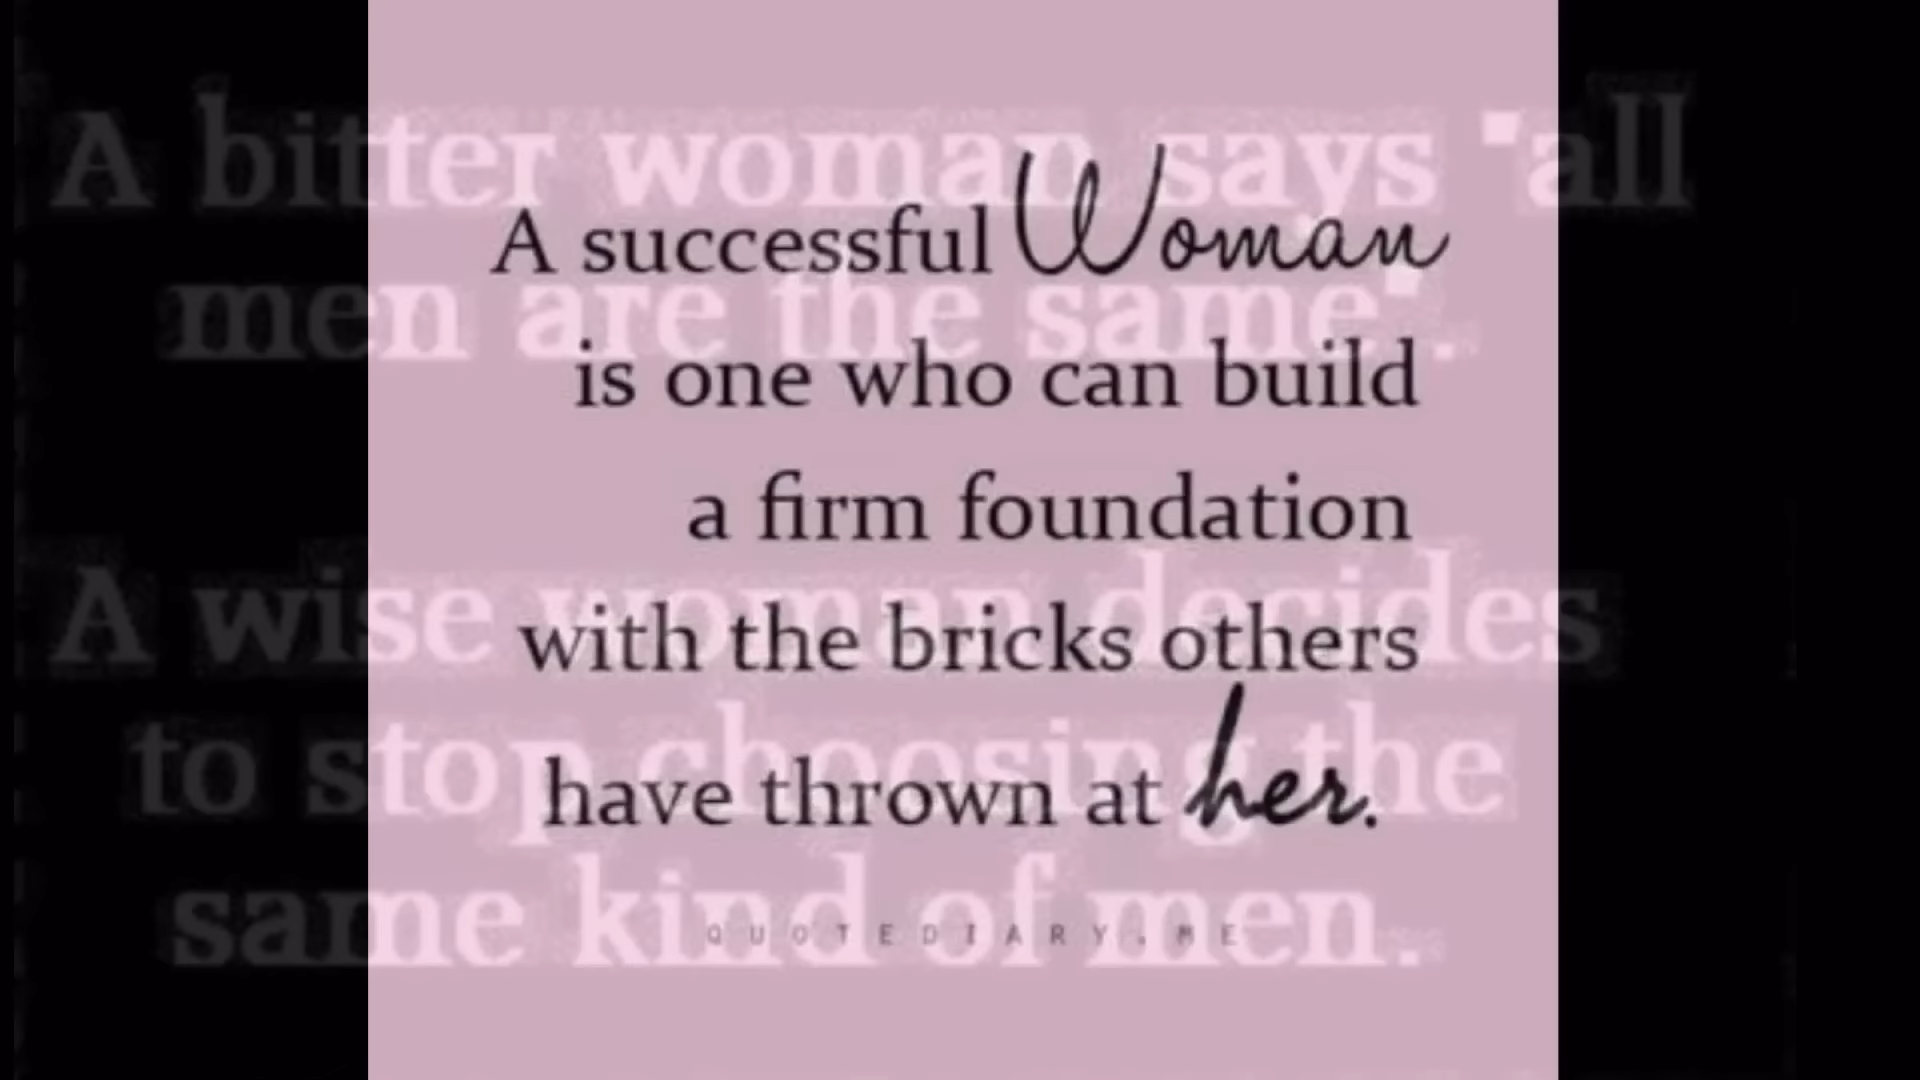 A successful Woman
is one who can build
a firm foundation
with the bricks others
have thrown at her.
QUOTEDIARY.ME
A bitter woman says "all
men are the same".
A wise woman decides
to stop choosing the
same kind of men.